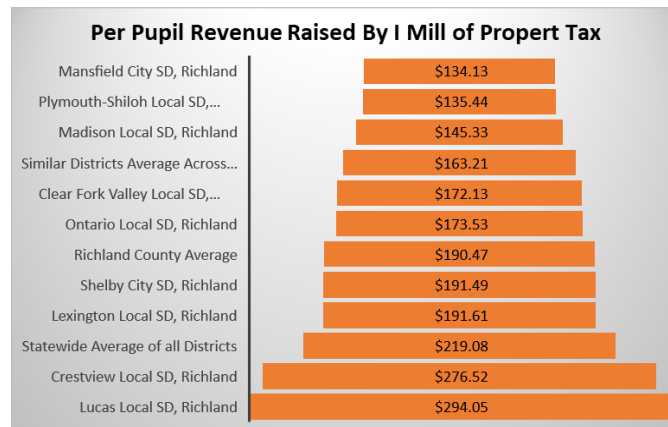 Per Pupil Revenue Raised By I Mill of Propert Tax
Mansfield City SD, Richland $134.13
Plymouth-Shiloh Local SD,... $135.44
Madison Local SD, Richland $145.33
Similar Districts Average Across... $163.21
Clear Fork Valley Local SD,... $172.13
Ontario Local SD, Richland $173.53
Richland County Average $190.47
Shelby City SD, Richland $191.49
Lexington Local SD, Richland $191.61
Statewide Average of all Districts $219.08
Crestview Local SD, Richland $276.52
Lucas Local SD, Richland $294.05